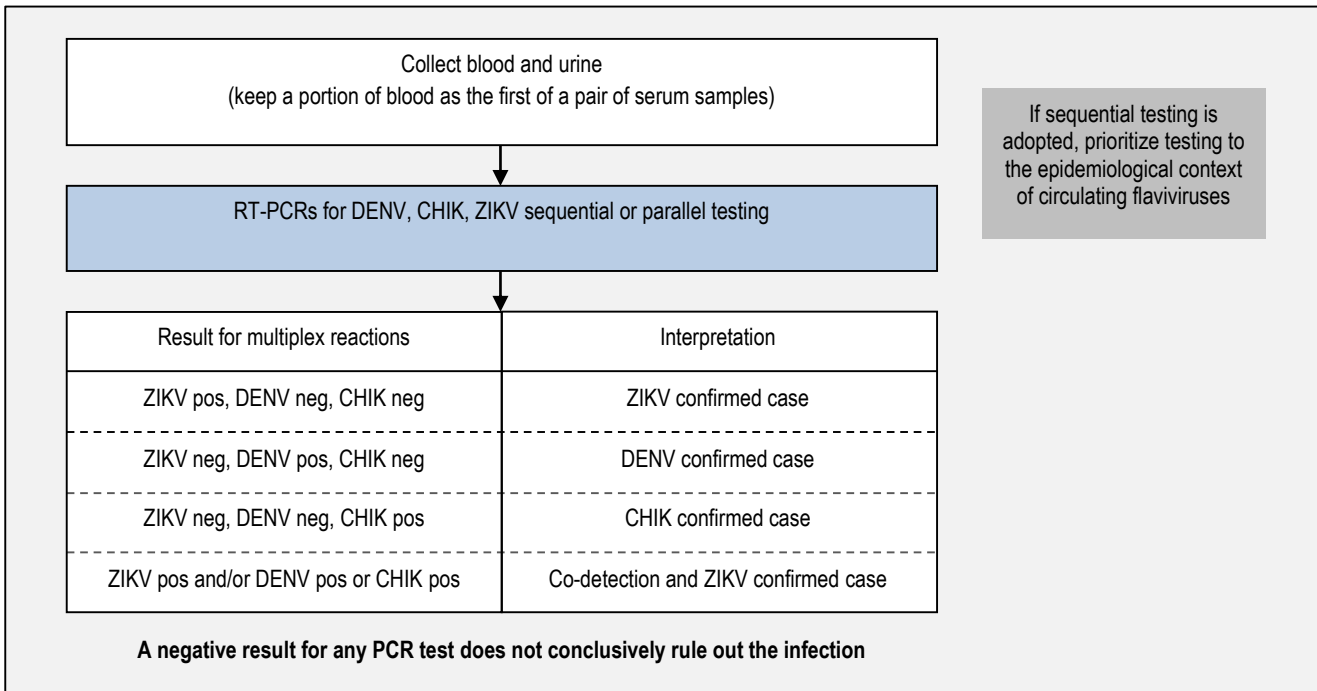 Collect blood and urine
(keep a portion of blood as the first of a pair of serum samples)
If sequential testing is
adopted, prioritize testing to
the epidemiological context
of circulating flaviviruses
RT-PCRs for DENV, CHIK, ZIKV sequential or parallel testing
Result for multiplex reactions
Interpretation
ZIKV pos, DENV neg, CHIK neg
ZIKV confirmed case
ZIKV neg, DENV pos, CHIK neg
DENV confirmed case
ZIKV neg, DENV neg, CHIK pos
CHIK confirmed case
ZIKV pos and/or DENV pos or CHIK pos
Co-detection and ZIKV confirmed case
A negative result for any PCR test does not conclusively rule out the infection